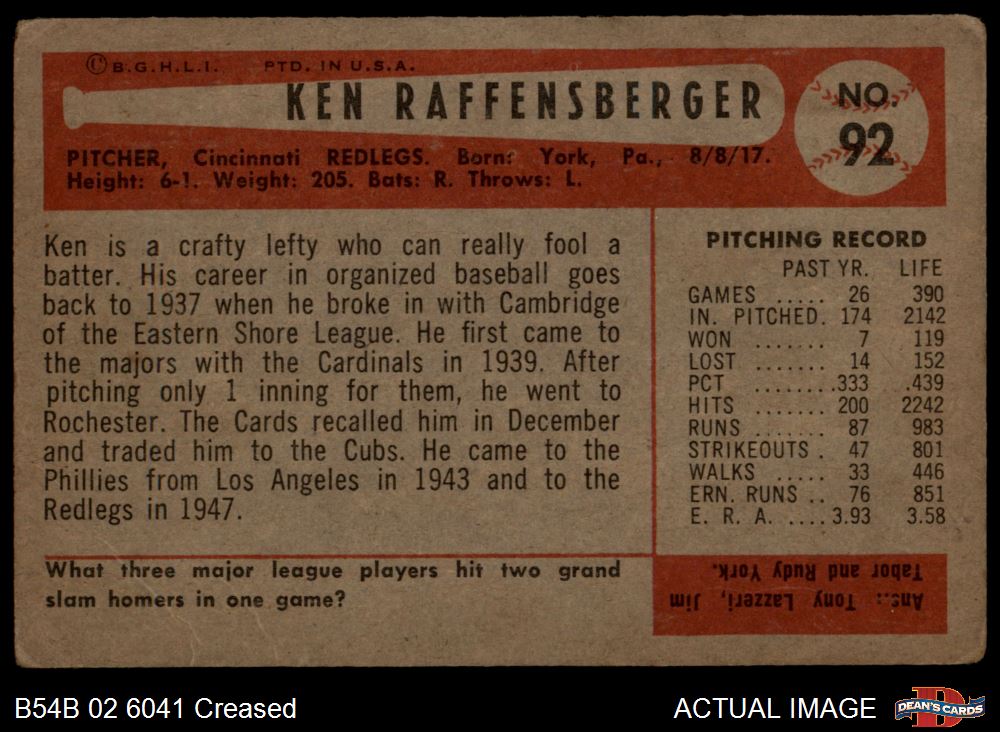 © B.G.H.L.I. PTD. IN U.S.A.
KEN RAFFENSBERGER
NO.
92
PITCHER, Cincinnati REDLEGS. Born: York, Pa., 8/8/17.
Height: 6-1. Weight: 205. Bats: R. Throws: L.
Ken is a crafty lefty who can really fool a
batter. His career in organized baseball goes
back to 1937 when he broke in with Cambridge
of the Eastern Shore League. He first came to
the majors with the Cardinals in 1939. After
pitching only 1 inning for them, he went to
Rochester. The Cards recalled him in December
and traded him to the Cubs. He came to the
Phillies from Los Angeles in 1943 and to the
Redlegs in 1947.
PITCHING RECORD
PAST YR. LIFE
GAMES ..... 26 390
IN. PITCHED. 174 2142
WON ....... 7 119
LOST ....... 14 152
PCT ........333 .439
HITS ....... 200 2242
RUNS ....... 87 983
STRIKEOUTS . 47 801
WALKS ..... 33 446
ERN. RUNS .. 76 851
E. R. A. ....3.93 3.58
What three major league players hit two grand
slam homers in one game?
Ans.: Tony Lazzeri, Jim
Tabor and Rudy York.
B54B 02 6041 Creased
ACTUAL IMAGE
DEAN'S CARDS